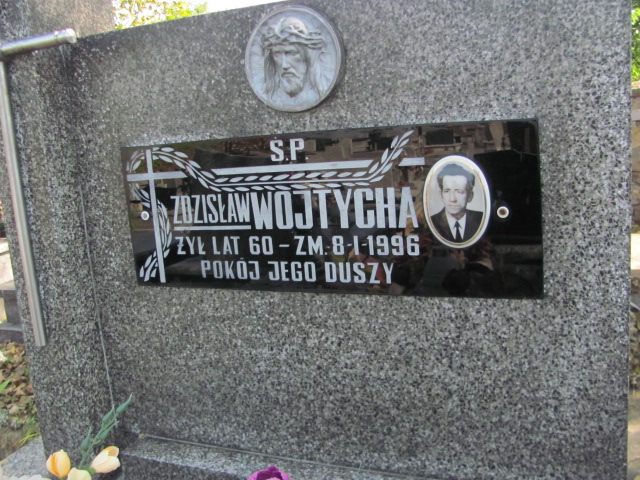 Ś.P
ZDZISŁAW WOJTYCHA
ŻYŁ LAT 60 – ZM. 8-I-1996
POKÓJ JEGO DUSZY